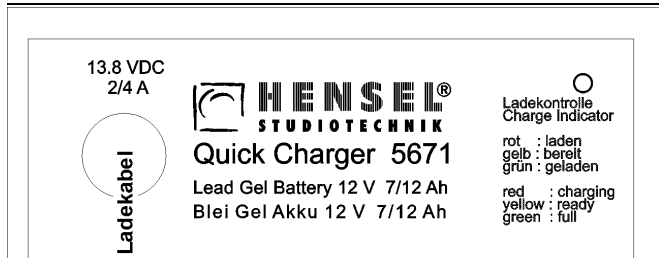 13.8 VDC
2/4 A
Ladekabel
HENSEL®
STUDIOTECHNIK
Quick Charger 5671
Lead Gel Battery 12 V 7/12 Ah
Blei Gel Akku 12 V 7/12 Ah
Ladekontrolle
Charge Indicator
rot : laden
gelb : bereit
grün : geladen
red : charging
yellow : ready
green : full